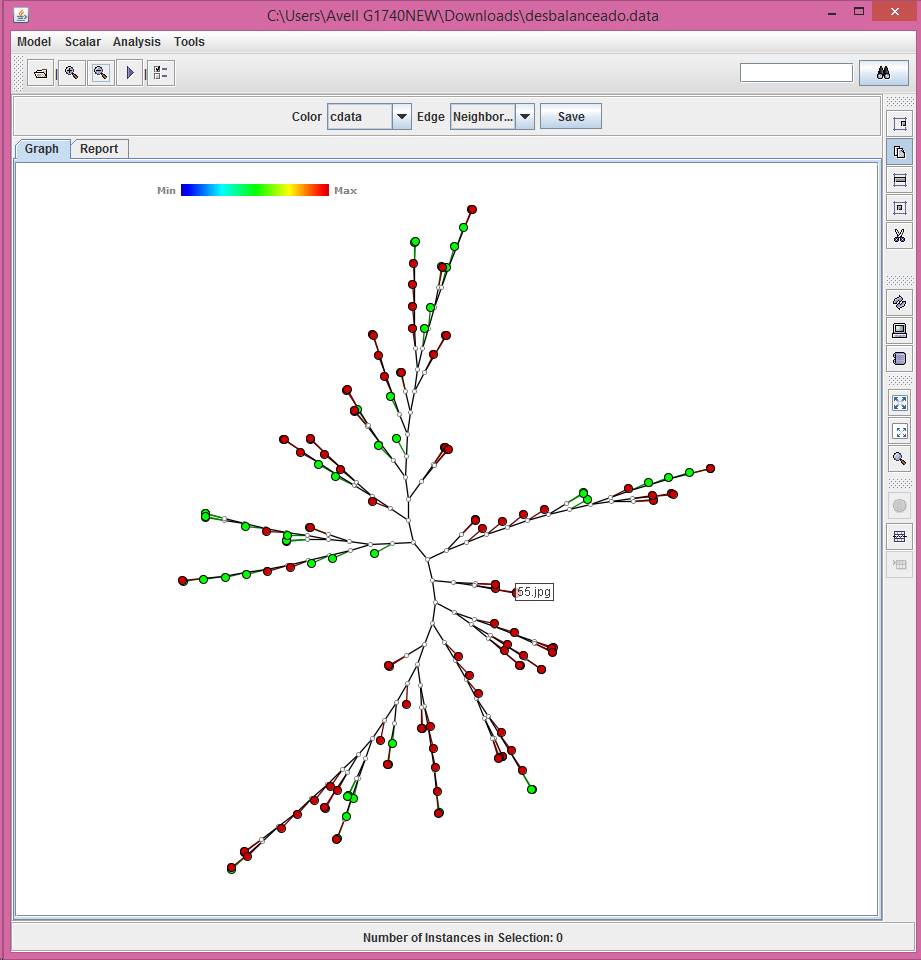 C:\Users\Avell G1740NEW\Downloads\desbalanceado.data
Model Scalar Analysis Tools
Color cdata Edge Neighbor... Save
Graph Report
Min Max
55.jpg
Number of Instances in Selection: 0